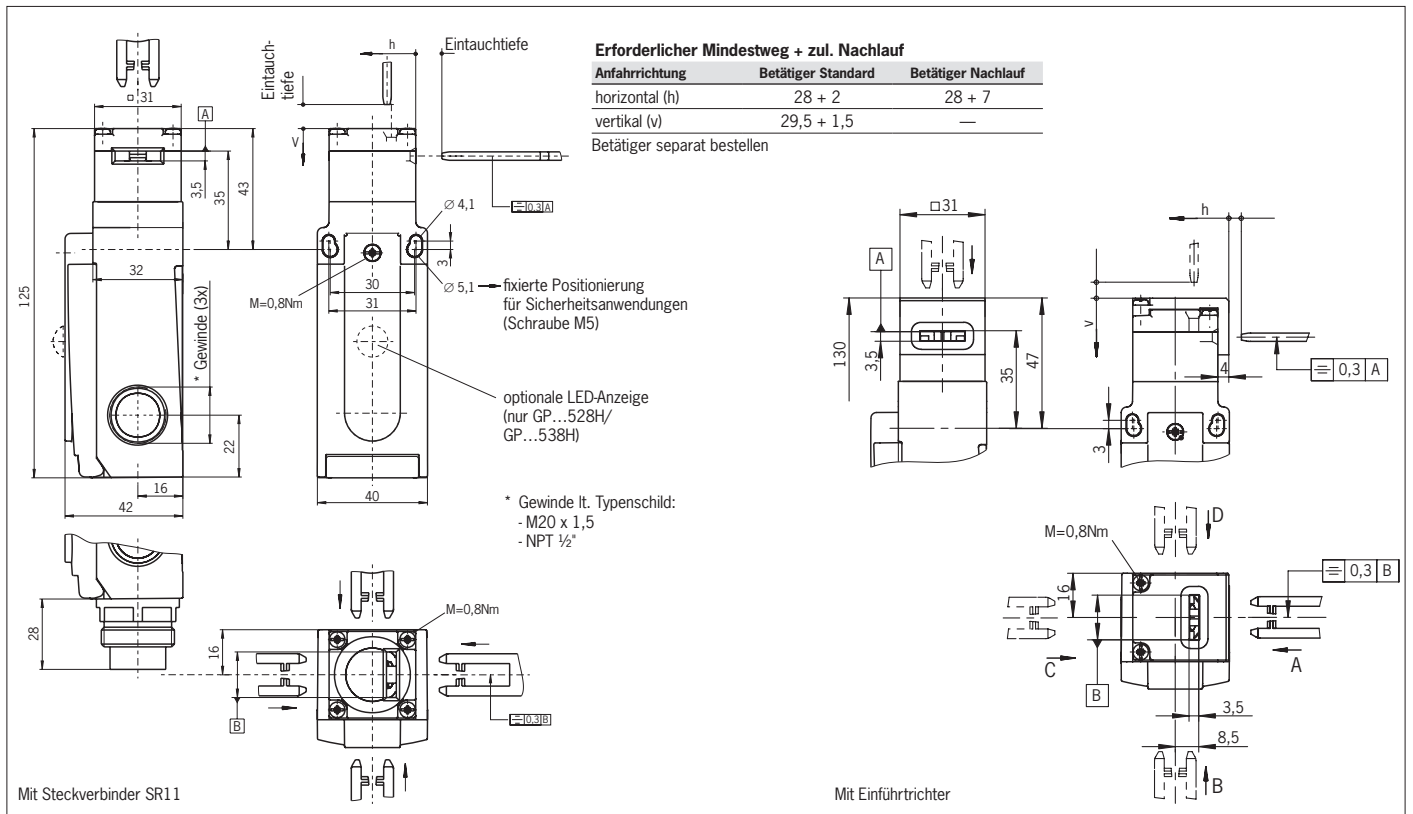 h
Eintauchtiefe
Eintauch-
tiefe
Erforderlicher Mindestweg + zul. Nachlauf
Anfahrrichtung Betätiger Standard Betätiger Nachlauf
horizontal (h) 28 + 2 28 + 7
vertikal (v) 29,5 + 1,5 —
Betätiger separat bestellen
□ 31
A
v
3,5
35
43
0,3 A
Ø 4,1
3
Ø 5,1
fixierte Positionierung
für Sicherheitsanwendungen
(Schraube M5)
32
M=0,8Nm
30
31
125
* Gewinde (3x)
optionale LED-Anzeige
(nur GP...528H/
GP...538H)
22
16
42
40
* Gewinde lt. Typenschild:
- M20 x 1,5
- NPT ½"
28
M=0,8Nm
16
B
0,3 B
Mit Steckverbinder SR11
□31
h
A
v
130
3,5
35
47
4
0,3 A
3
D
M=0,8Nm
0,3 B
16
C
A
B
3,5
8,5
B
Mit Einführtrichter